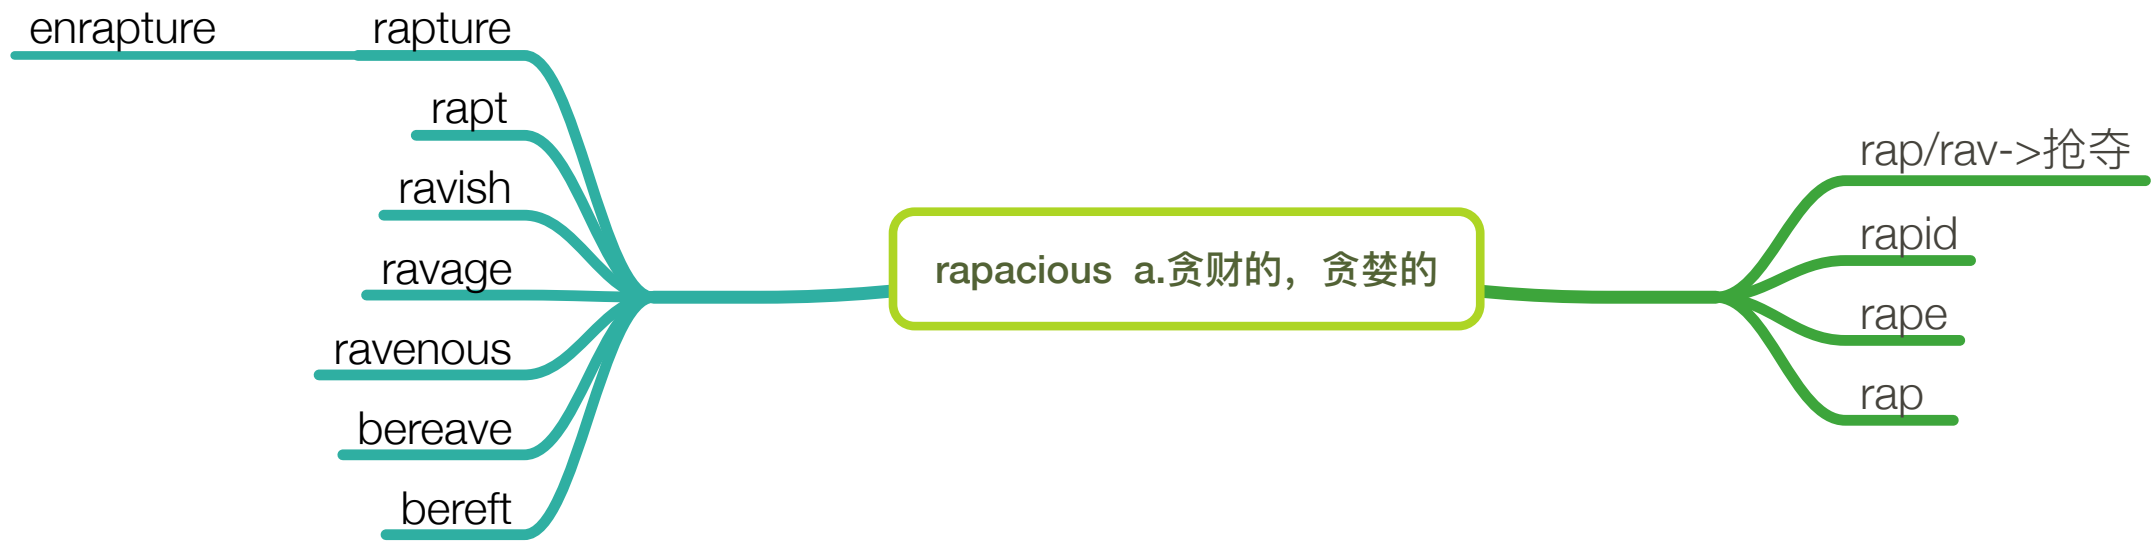 enrapture
rapture
rapt
ravish
ravage
ravenous
bereave
bereft
rapacious a.贪财的，贪婪的
rap/rav->抢夺
rapid
rape
rap